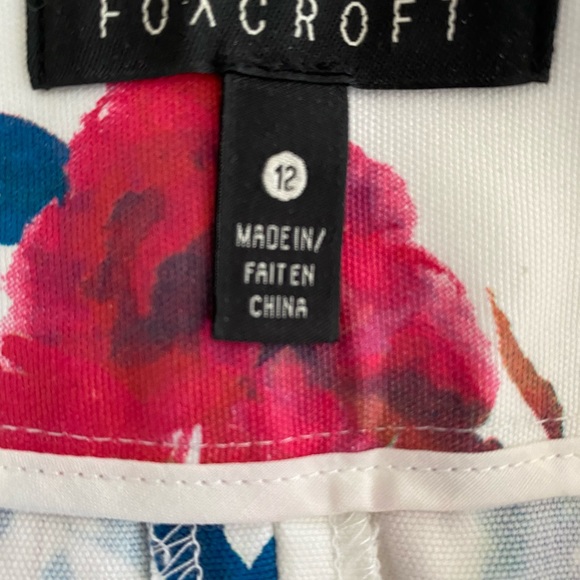 FOXCROFT
12
MADE IN/
FAIT EN
CHINA